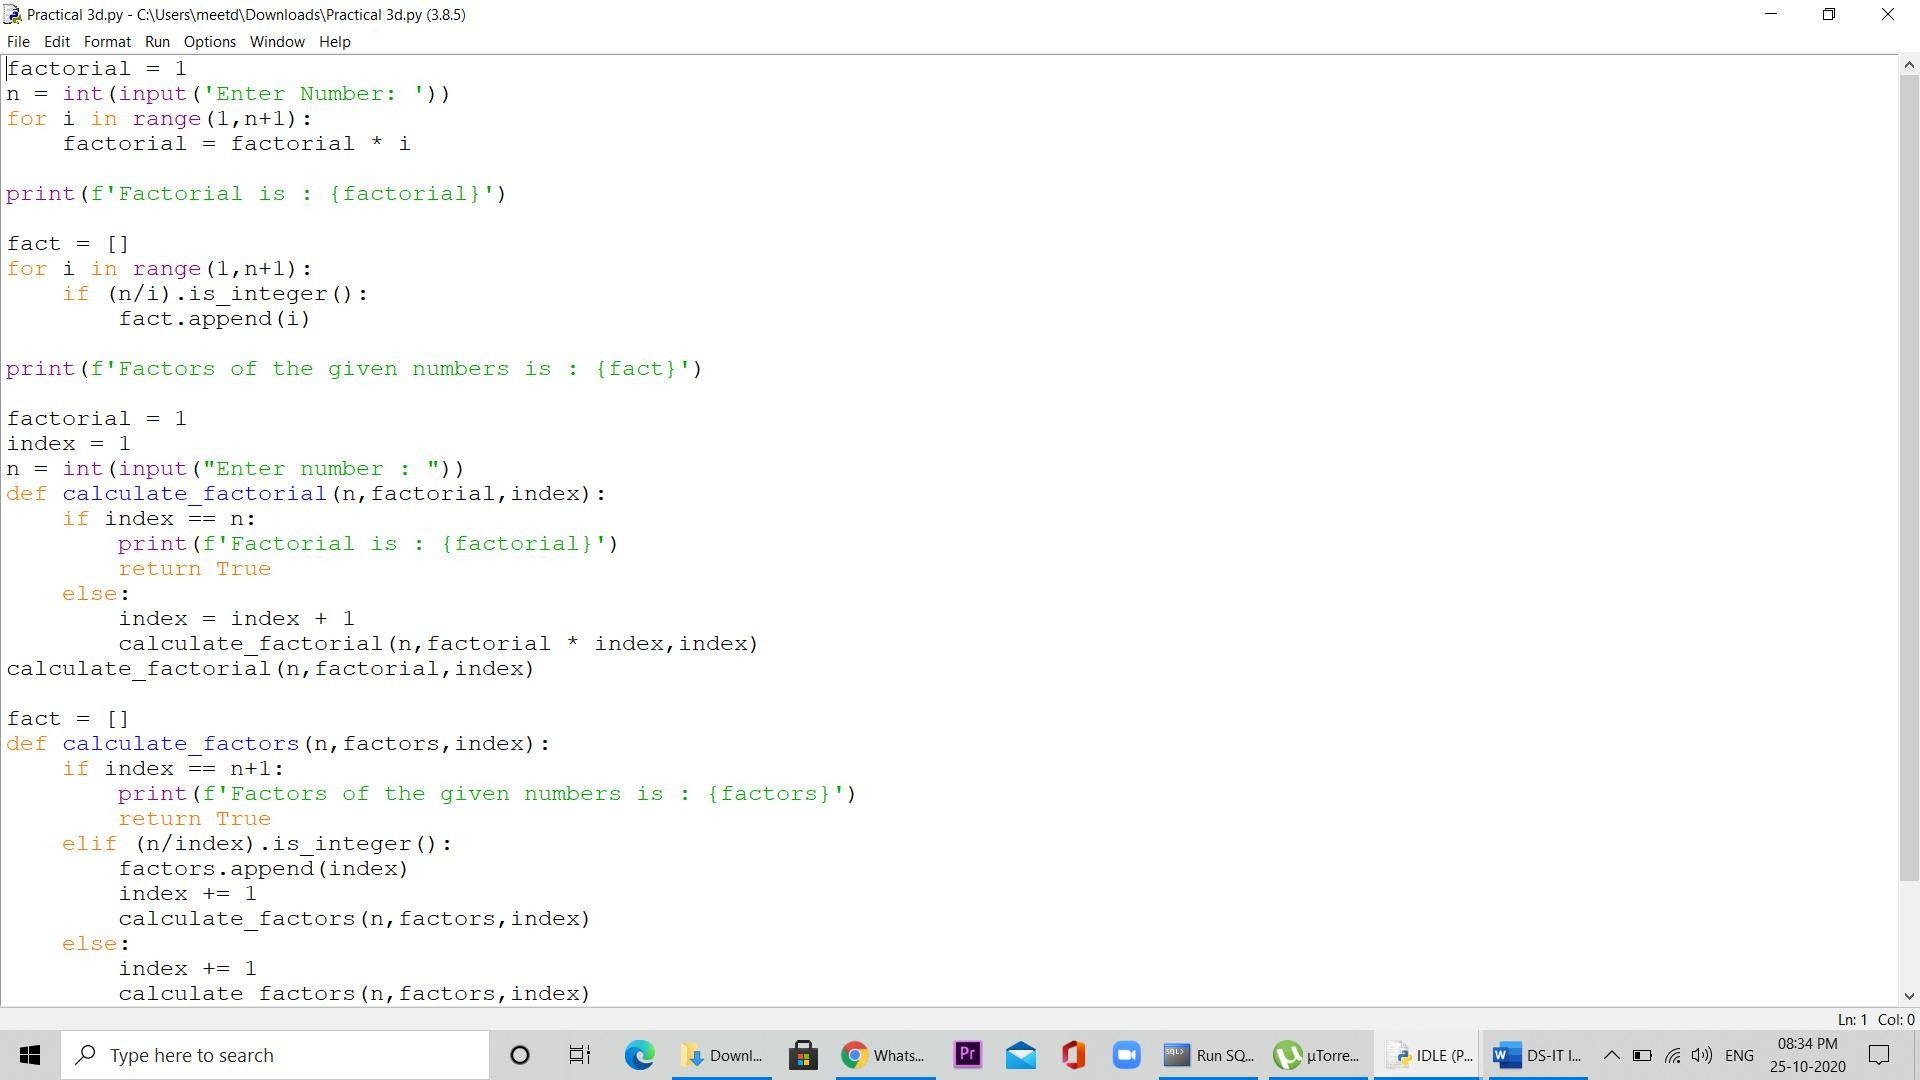 Practical 3d.py - C:\Users\meetd\Downloads\Practical 3d.py (3.8.5)
File Edit Format Run Options Window Help
factorial = 1
n = int(input('Enter Number: '))
for i in range(1,n+1):
    factorial = factorial * i

print(f'Factorial is : {factorial}')

fact = []
for i in range(1,n+1):
    if (n/i).is_integer():
        fact.append(i)

print(f'Factors of the given numbers is : {fact}')

factorial = 1
index = 1
n = int(input("Enter number : "))
def calculate_factorial(n,factorial,index):
    if index == n:
        print(f'Factorial is : {factorial}')
        return True
    else:
        index = index + 1
        calculate_factorial(n,factorial * index,index)
calculate_factorial(n,factorial,index)

fact = []
def calculate_factors(n,factors,index):
    if index == n+1:
        print(f'Factors of the given numbers is : {factors}')
        return True
    elif (n/index).is_integer():
        factors.append(index)
        index += 1
        calculate_factors(n,factors,index)
    else:
        index += 1
        calculate_factors(n,factors,index)
Ln: 1 Col: 0
Type here to search
Downl...
Whats...
Pr
SQL>
Run SQ...
µTorre...
IDLE (P...
W
DS-IT I...
ENG
08:34 PM
25-10-2020